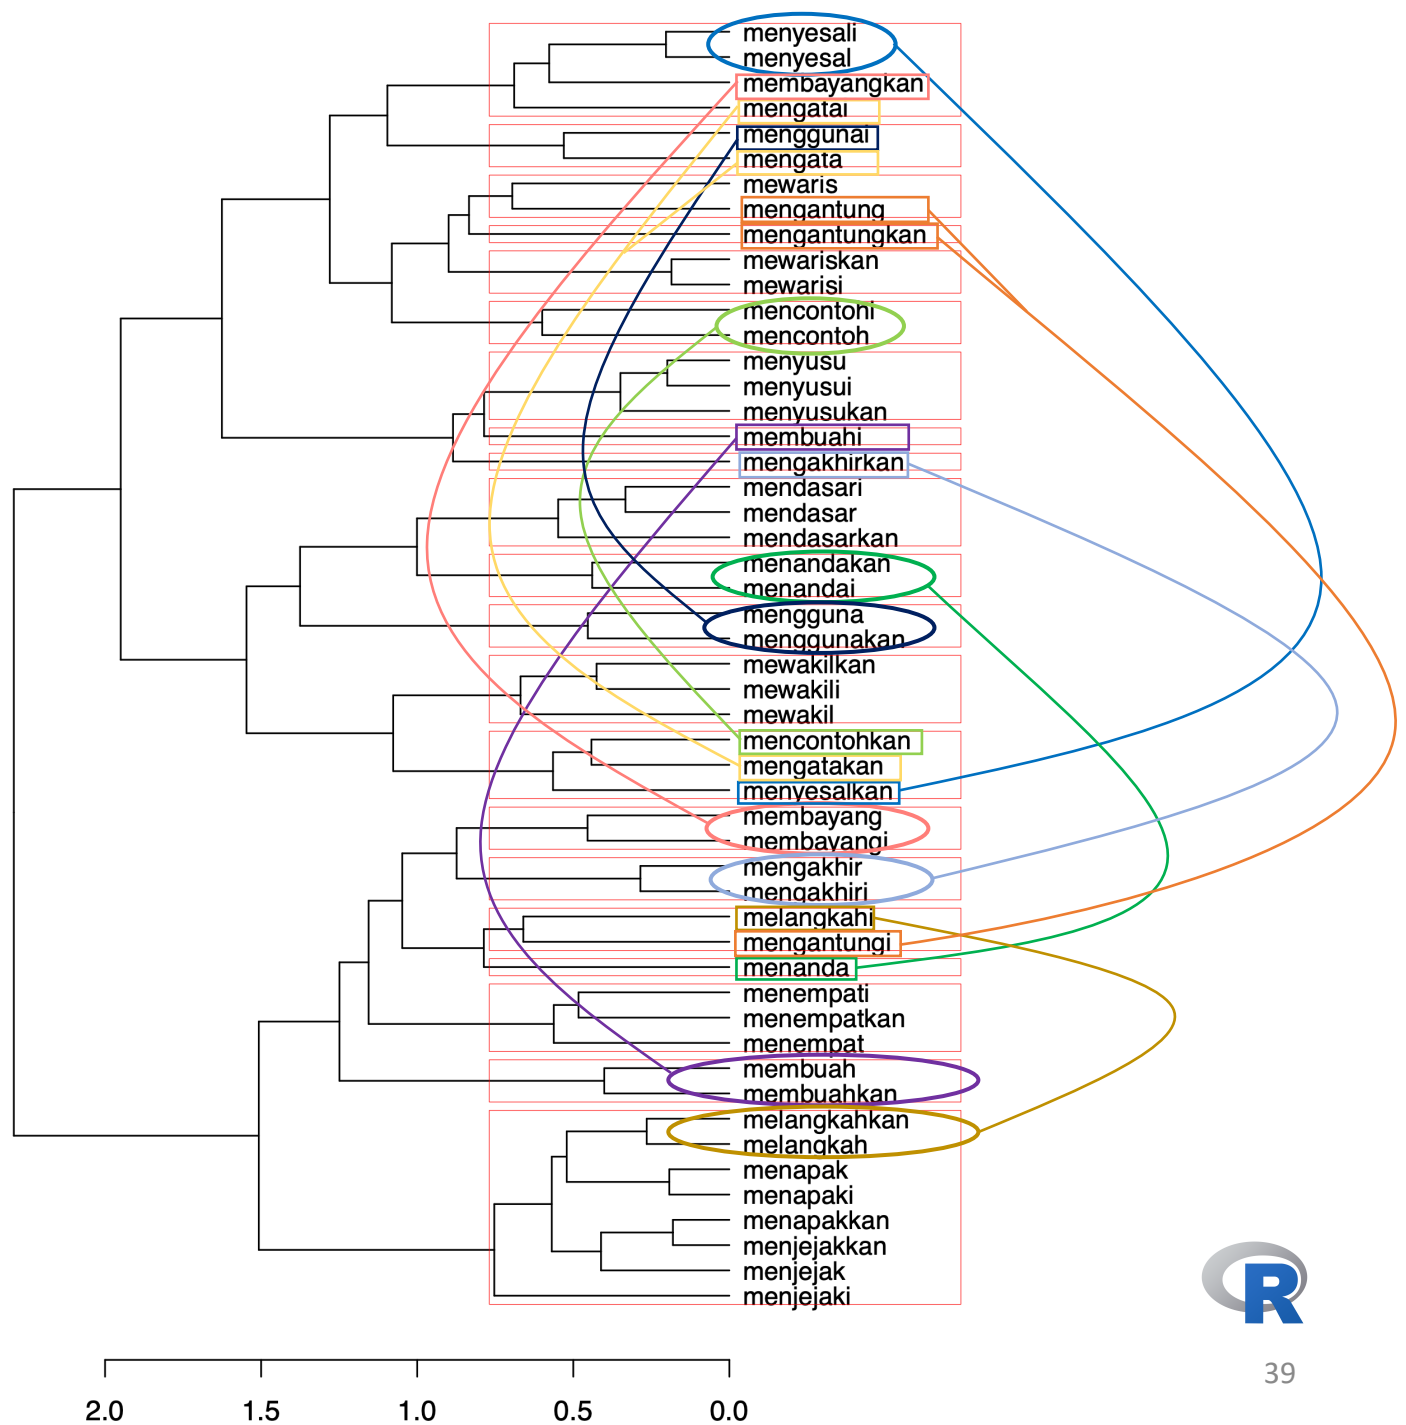 menyesali
menyesal
membayangkan
mengatai
menggunai
mengata
mewaris
mengantung
mengantungkan
mewariskan
mewarisi
mencontohi
mencontoh
menyusu
menyusui
menyusukan
membuahi
mengakhirkan
mendasari
mendasar
mendasarkan
menandakan
menandai
mengguna
menggunakan
mewakilkan
mewakili
mewakil
mencontohkan
mengatakan
menyesalkan
membayang
membayangi
mengakhir
mengakhiri
melangkahi
mengantungi
menanda
menempati
menempatkan
menempat
membuah
membuahkan
melangkahkan
melangkah
menapak
menapaki
menapakkan
menjejakkan
menjejak
menjejaki
R
39
2.0 1.5 1.0 0.5 0.0